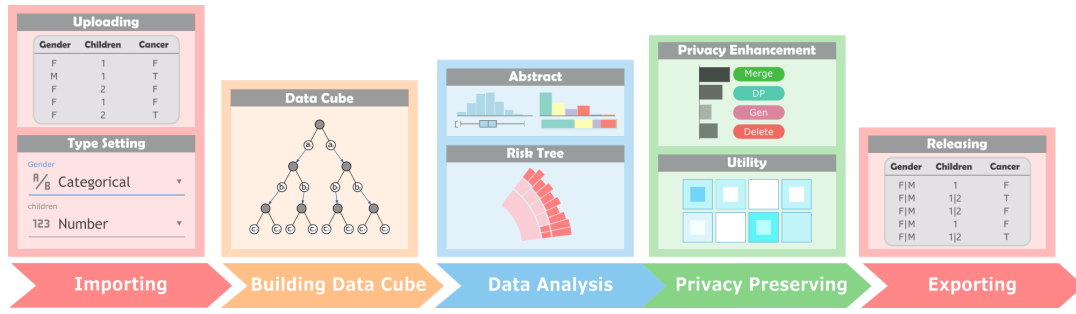 Uploading
Gender Children Cancer
F 1 F
M 1 T
F 2 F
F 1 F
F 2 T
Type Setting
Gender
A/B Categorical
children
123 Number
Importing
Data Cube
a a
b b b b
c c c c c c c c
Building Data Cube
Abstract
Risk Tree
Data Analysis
Privacy Enhancement
Merge
DP
Gen
Delete
Utility
Privacy Preserving
Releasing
Gender Children Cancer
F|M 1 F
F|M 1|2 T
F|M 1|2 F
F|M 1 F
F|M 1|2 T
Exporting